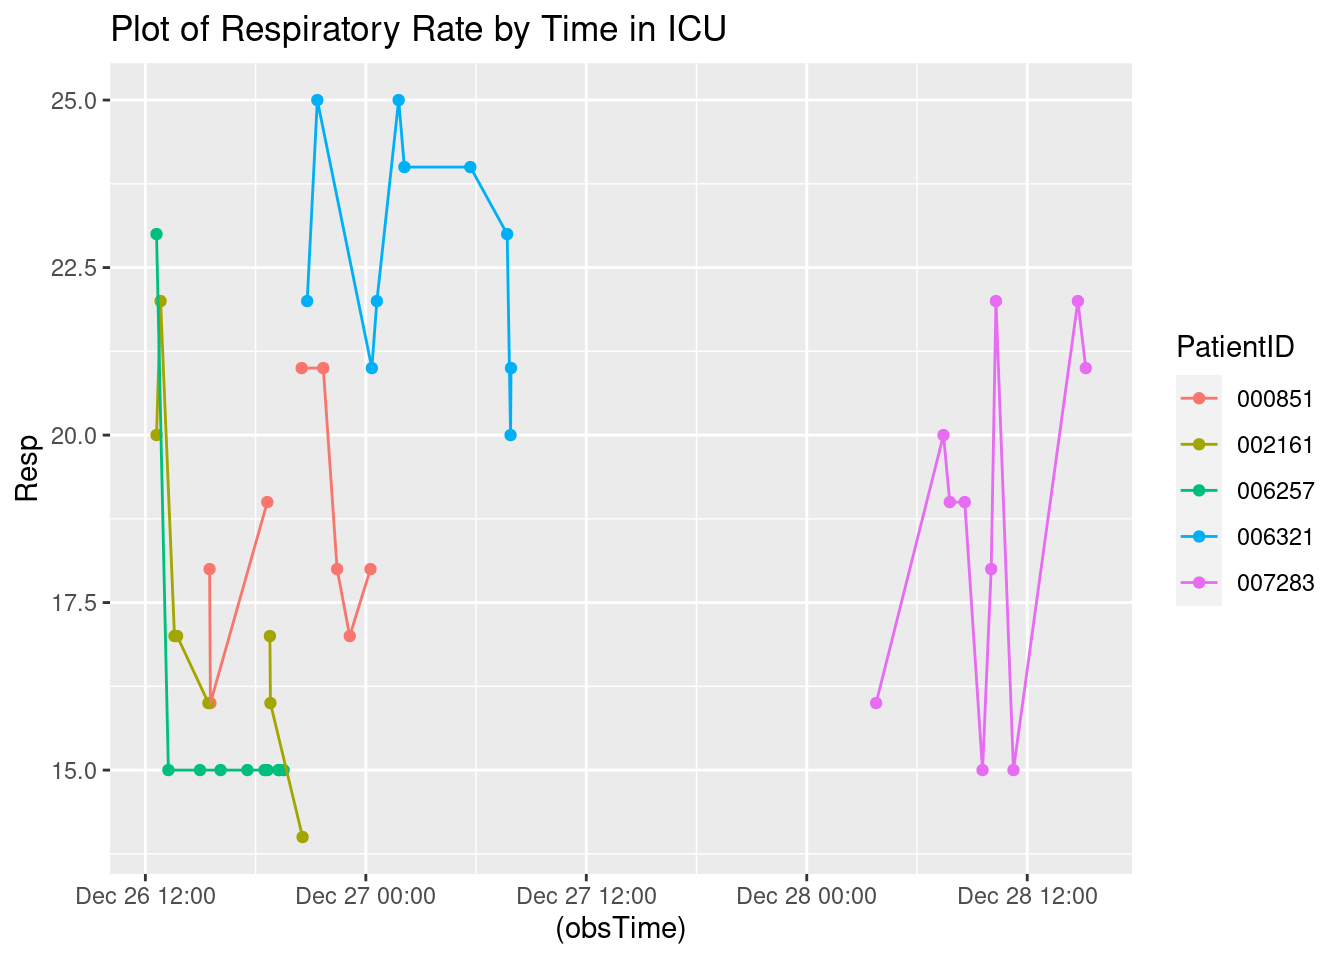 Plot of Respiratory Rate by Time in ICU
25.0
22.5
20.0
17.5
15.0
Resp
Dec 26 12:00
Dec 27 00:00
Dec 27 12:00
Dec 28 00:00
Dec 28 12:00
(obsTime)
PatientID
000851
002161
006257
006321
007283